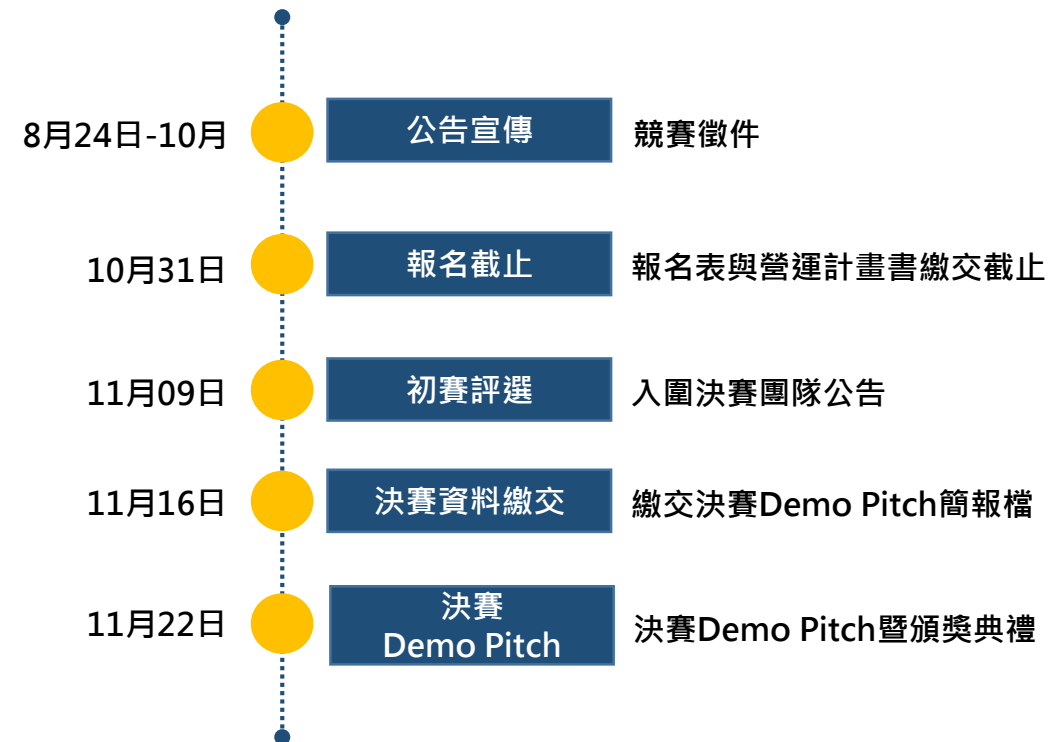 8月24日-10月
公告宣傳
競賽徵件
10月31日
報名截止
報名表與營運計畫書繳交截止
11月09日
初賽評選
入圍決賽團隊公告
11月16日
決賽資料繳交
繳交決賽Demo Pitch簡報檔
11月22日
決賽
Demo Pitch
決賽Demo Pitch暨頒獎典禮